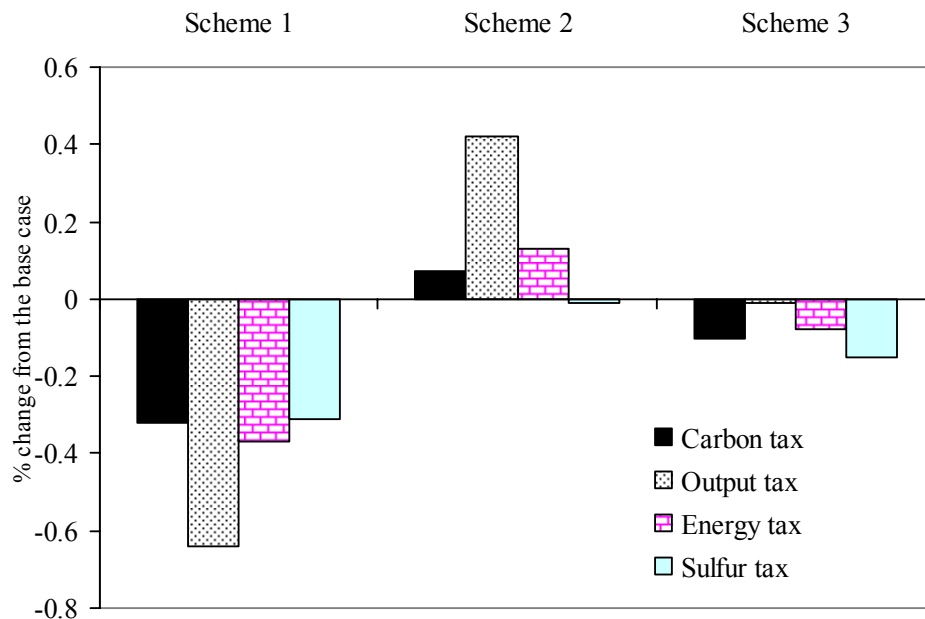 Scheme 1 Scheme 2 Scheme 3
% change from the base case
0.6
0.4
0.2
0
-0.2
-0.4
-0.6
-0.8
Carbon tax
Output tax
Energy tax
Sulfur tax